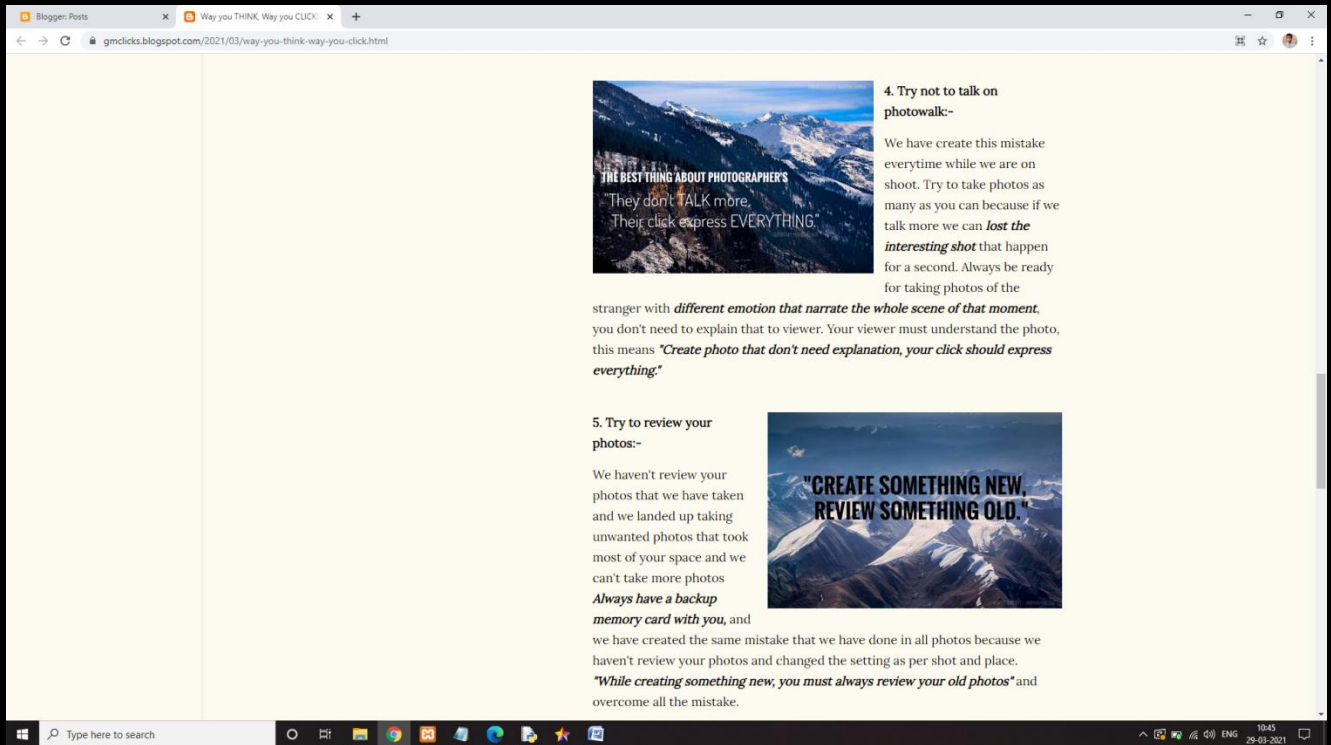 Blogger: Posts
Way you THINK, Way you CLICK
gmclicks.blogspot.com/2021/03/way-you-think-way-you-click.html
THE BEST THING ABOUT PHOTOGRAPHER'S
"They don't TALK more,
Their click express EVERYTHING."
4. Try not to talk on
photowalk:-
We have create this mistake
everytime while we are on
shoot. Try to take photos as
many as you can because if we
talk more we can lost the
interesting shot that happen
for a second. Always be ready
for taking photos of the
stranger with different emotion that narrate the whole scene of that moment,
you don't need to explain that to viewer. Your viewer must understand the photo,
this means "Create photo that don't need explanation, your click should express
everything."
5. Try to review your
photos:-
We haven't review your
photos that we have taken
and we landed up taking
unwanted photos that took
most of your space and we
can't take more photos
Always have a backup
memory card with you, and
"CREATE SOMETHING NEW,
REVIEW SOMETHING OLD."
we have created the same mistake that we have done in all photos because we
haven't review your photos and changed the setting as per shot and place.
"While creating something new, you must always review your old photos" and
overcome all the mistake.
Type here to search
ENG
10:45
29-03-2021